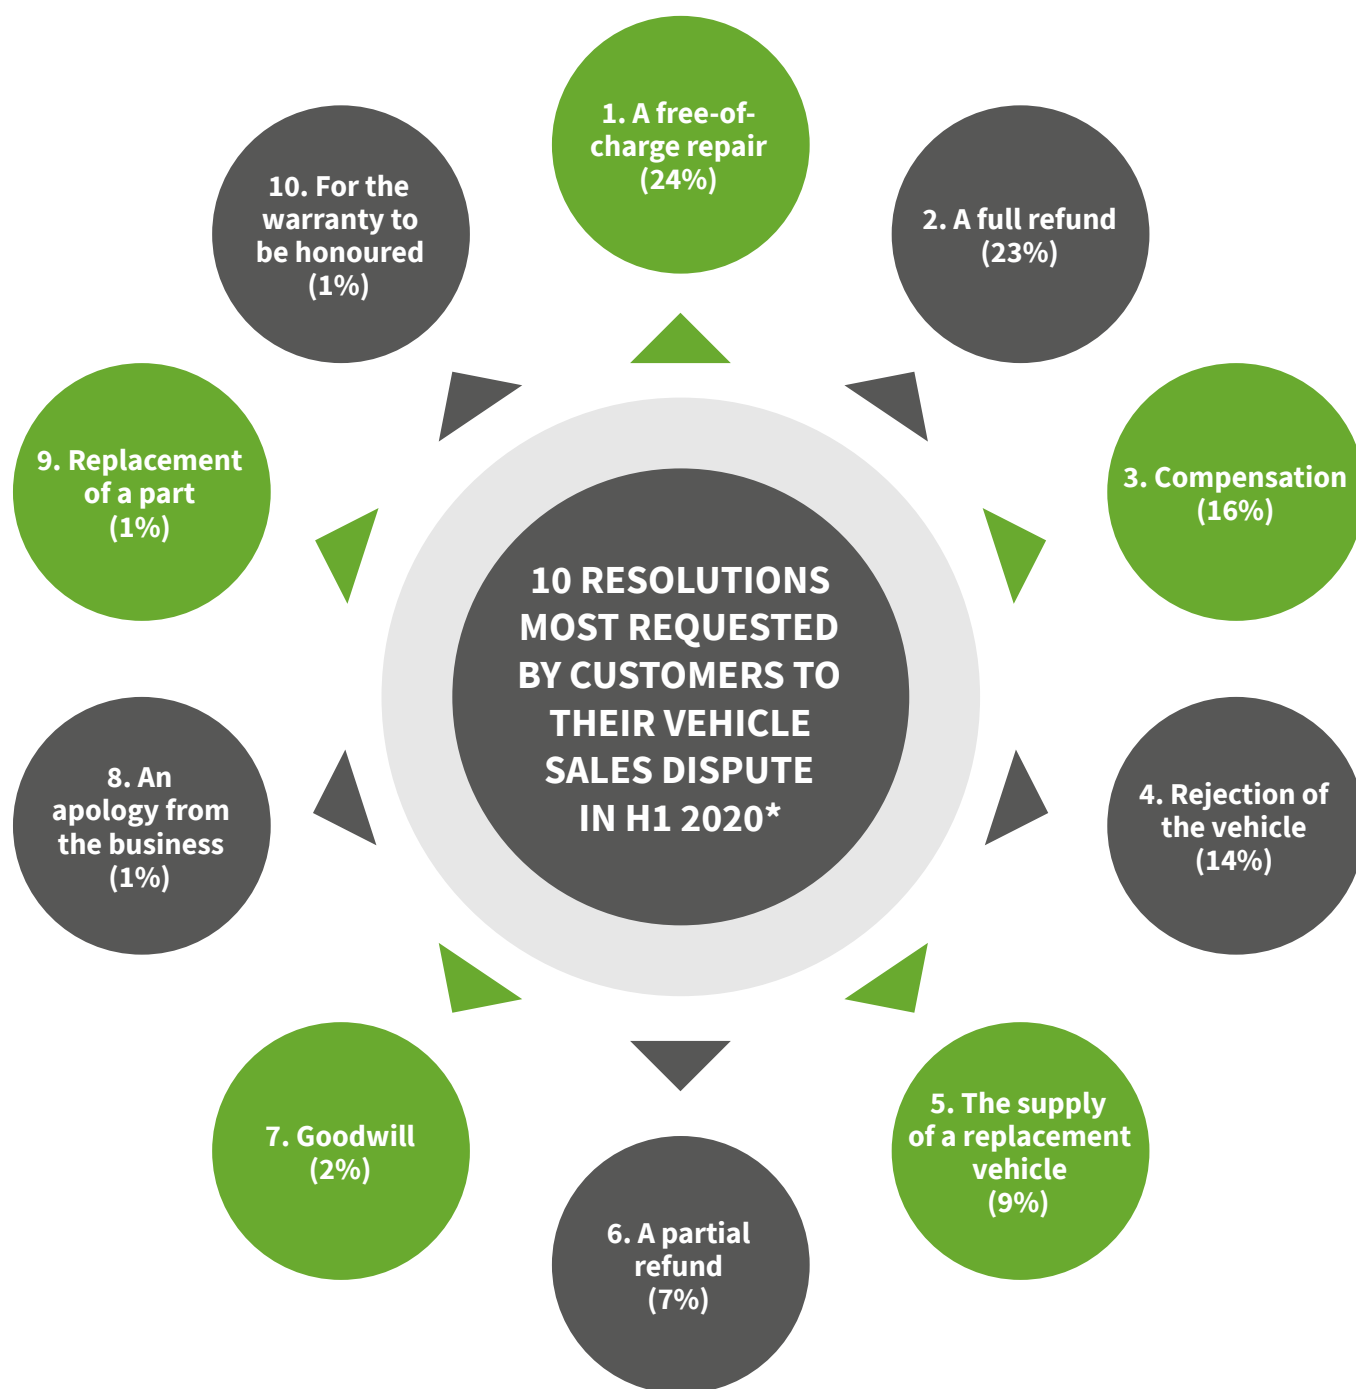 10 RESOLUTIONS
MOST REQUESTED
BY CUSTOMERS TO
THEIR VEHICLE
SALES DISPUTE
IN H1 2020*
1. A free-of-
charge repair
(24%)
2. A full refund
(23%)
3. Compensation
(16%)
4. Rejection of
the vehicle
(14%)
5. The supply
of a replacement
vehicle
(9%)
6. A partial
refund
(7%)
7. Goodwill
(2%)
8. An
apology from
the business
(1%)
9. Replacement
of a part
(1%)
10. For the
warranty to
be honoured
(1%)